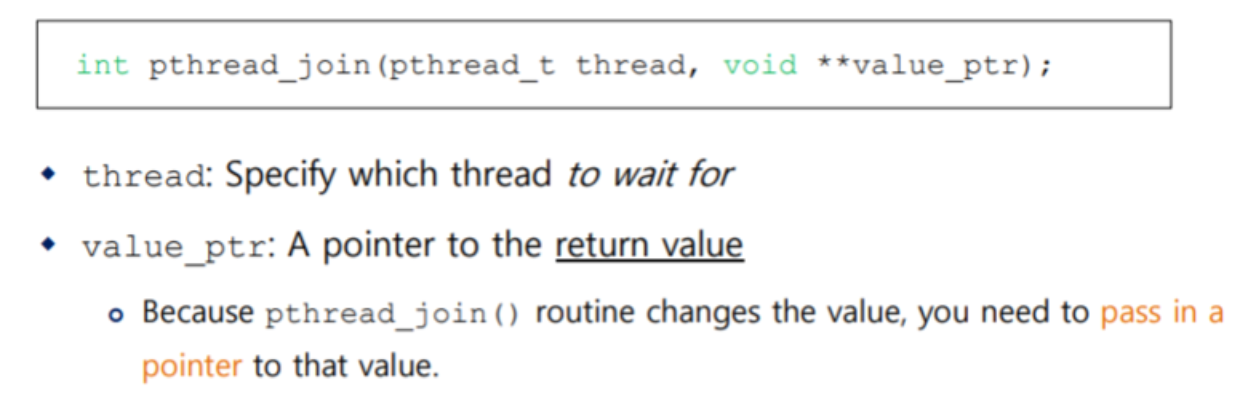 int pthread_join(pthread_t thread, void **value_ptr);
thread: Specify which thread to wait for
value_ptr: A pointer to the return value
Because pthread_join() routine changes the value, you need to pass in a
pointer to that value.